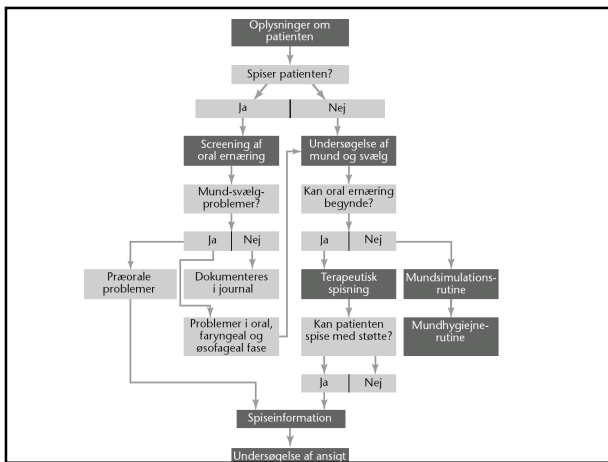 Oplysninger om
patienten
Spiser patienten?
Ja
Nej
Screening af
oral ernæring
Undersøgelse af
mund og svælg
Mund-svælg-
problemer?
Kan oral ernæring
begynde?
Ja
Nej
Ja
Nej
Præorale
problemer
Dokumenteres
i journal
Terapeutisk
spisning
Mundsimulations-
rutine
Problemer i oral,
faryngeal og
øsofageal fase
Kan patienten
spise med støtte?
Mundhygiejne-
rutine
Ja
Nej
Spiseinformation
Undersøgelse af ansigt